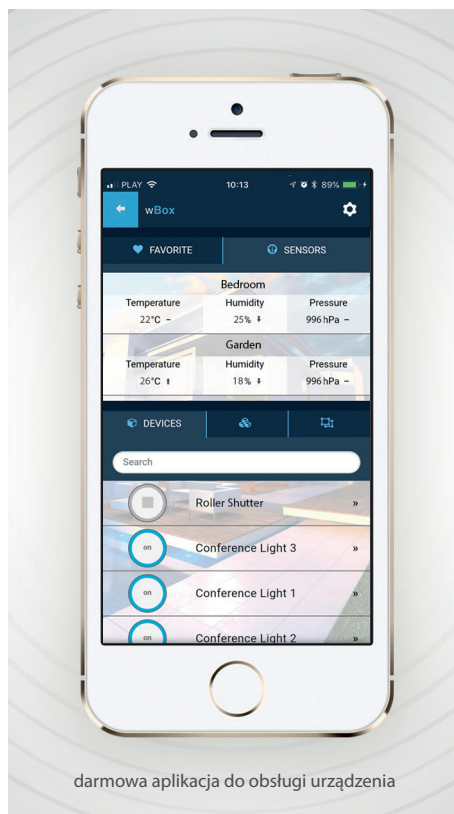 PLAY 10:13 89%
wBox
FAVORITE SENSORS
Bedroom
Temperature Humidity Pressure
22°C – 25% 996 hPa –
Garden
Temperature Humidity Pressure
26°C 18% 996 hPa –
DEVICES
Search
Roller Shutter »
on Conference Light 3 »
on Conference Light 1 »
on Conference Light 2 »
darmowa aplikacja do obsługi urządzenia